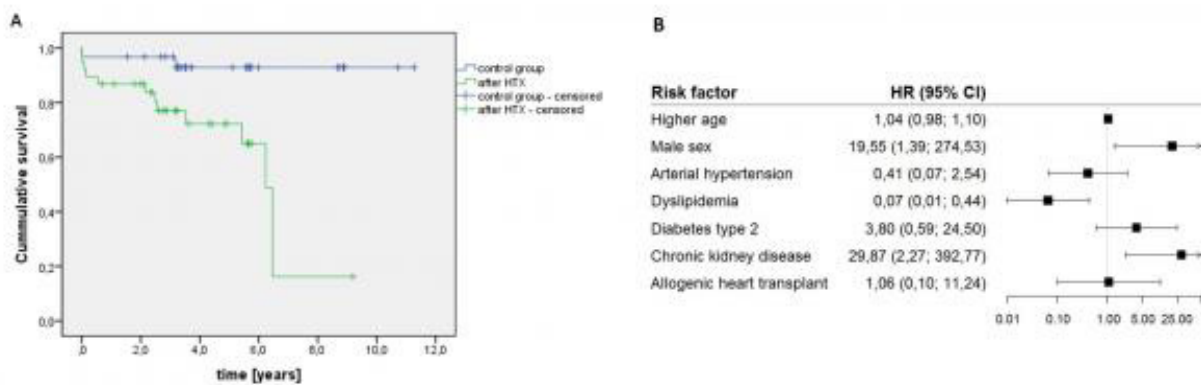 A
Cummulative survival
1,0
0,8
0,6
0,4
0,2
0,0
,0 2,0 4,0 6,0 8,0 10,0 12,0
time [years]
control group
after HTX
control group - censored
after HTX - censored
B
Risk factor HR (95% CI)
Higher age 1,04 (0,98; 1,10)
Male sex 19,55 (1,39; 274,53)
Arterial hypertension 0,41 (0,07; 2,54)
Dyslipidemia 0,07 (0,01; 0,44)
Diabetes type 2 3,80 (0,59; 24,50)
Chronic kidney disease 29,87 (2,27; 392,77)
Allogenic heart transplant 1,06 (0,10; 11,24)
0.01 0.10 1.00 5.00 25.00